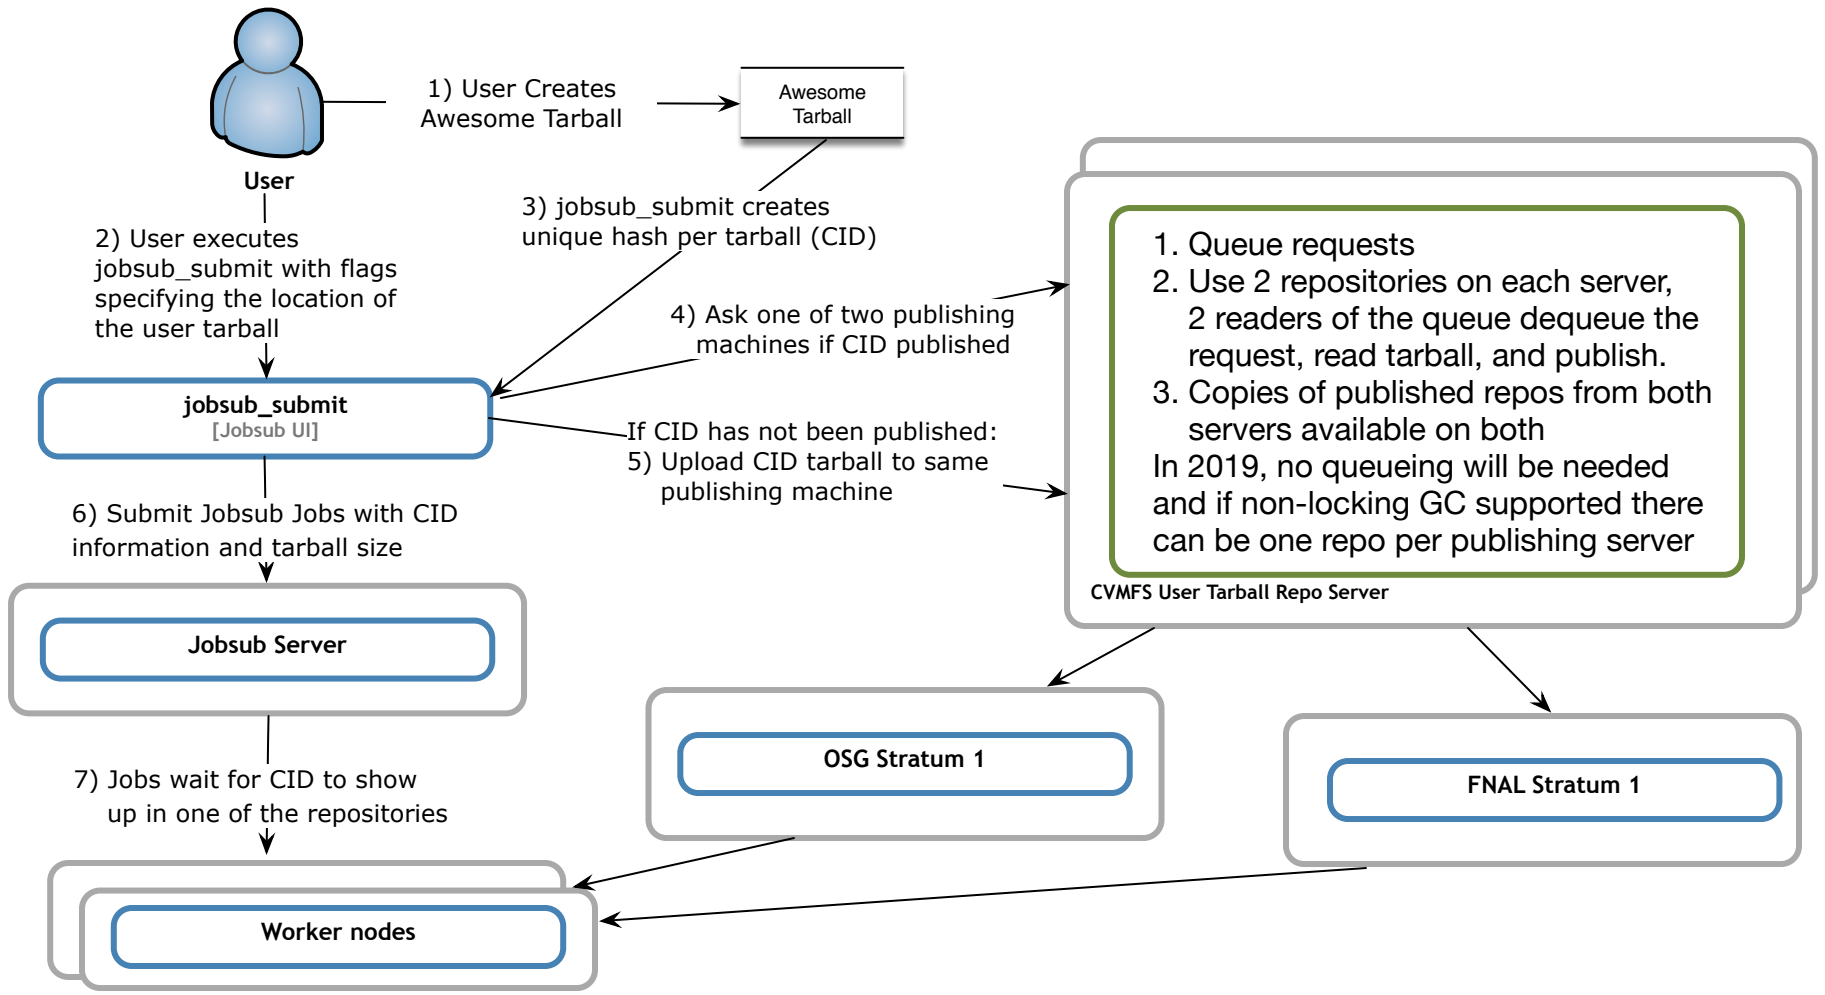 1) User Creates
Awesome Tarball
Awesome
Tarball
User
2) User executes
jobsub_submit with flags
specifying the location of
the user tarball
3) jobsub_submit creates
unique hash per tarball (CID)
4) Ask one of two publishing
machines if CID published
jobsub_submit
[Jobsub UI]
If CID has not been published:
5) Upload CID tarball to same
publishing machine
1. Queue requests
2. Use 2 repositories on each server,
2 readers of the queue dequeue the
request, read tarball, and publish.
3. Copies of published repos from both
servers available on both
In 2019, no queueing will be needed
and if non-locking GC supported there
can be one repo per publishing server
CVMFS User Tarball Repo Server
6) Submit Jobsub Jobs with CID
information and tarball size
Jobsub Server
OSG Stratum 1
FNAL Stratum 1
7) Jobs wait for CID to show
up in one of the repositories
Worker nodes